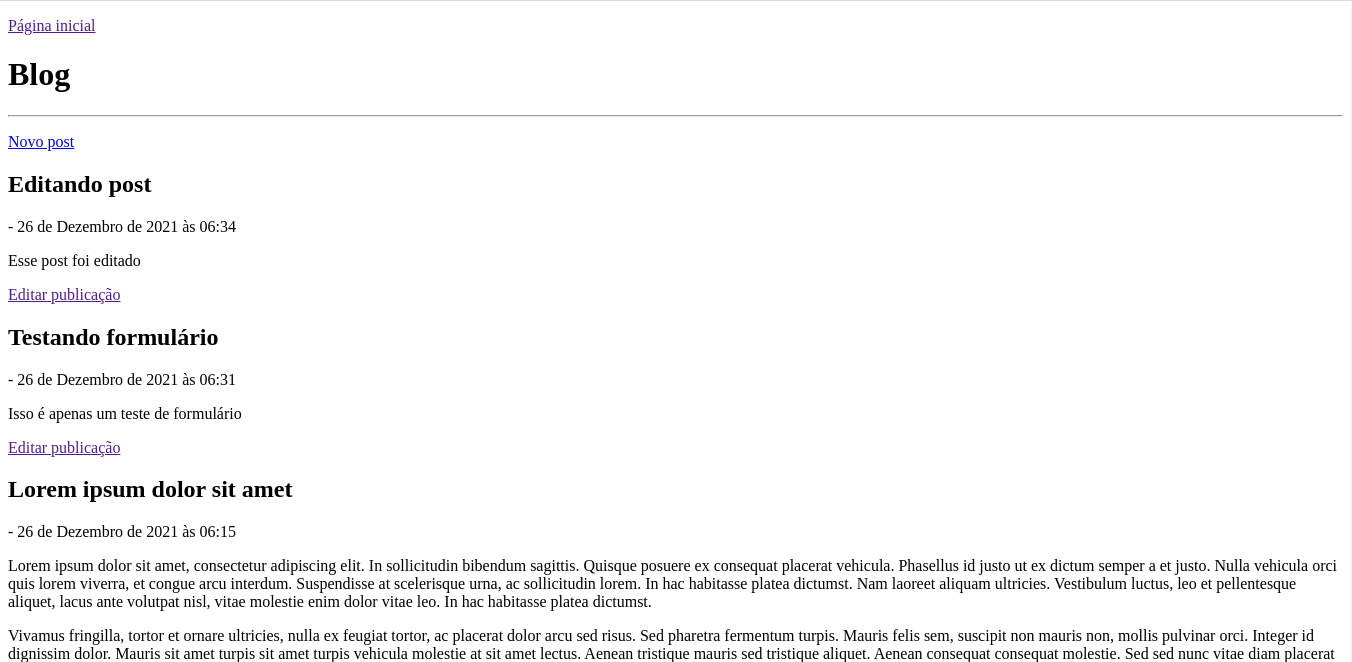 Página inicial
Blog
Novo post
Editando post
- 26 de Dezembro de 2021 às 06:34
Esse post foi editado
Editar publicação
Testando formulário
- 26 de Dezembro de 2021 às 06:31
Isso é apenas um teste de formulário
Editar publicação
Lorem ipsum dolor sit amet
- 26 de Dezembro de 2021 às 06:15
Lorem ipsum dolor sit amet, consectetur adipiscing elit. In sollicitudin bibendum sagittis. Quisque posuere ex consequat placerat vehicula. Phasellus id justo ut ex dictum semper a et justo. Nulla vehicula orci
quis lorem viverra, et congue arcu interdum. Suspendisse at scelerisque urna, ac sollicitudin lorem. In hac habitasse platea dictumst. Nam laoreet aliquam ultricies. Vestibulum luctus, leo et pellentesque
aliquet, lacus ante volutpat nisl, vitae molestie enim dolor vitae leo. In hac habitasse platea dictumst.
Vivamus fringilla, tortor et ornare ultricies, nulla ex feugiat tortor, ac placerat dolor arcu sed risus. Sed pharetra fermentum turpis. Mauris felis sem, suscipit non mauris non, mollis pulvinar orci. Integer id
dignissim dolor. Mauris sit amet turpis sit amet turpis vehicula molestie at sit amet lectus. Aenean tristique mauris sed tristique aliquet. Aenean consequat consequat molestie. Sed sed nunc vitae diam placerat